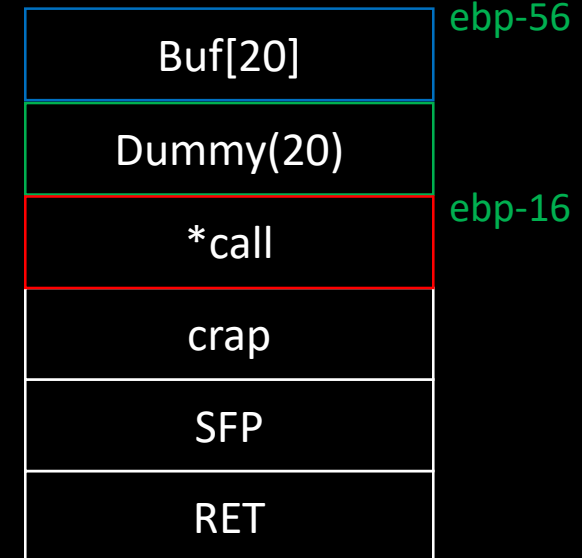 ebp-56
Buf[20]
Dummy(20)
ebp-16
*call
crap
SFP
RET